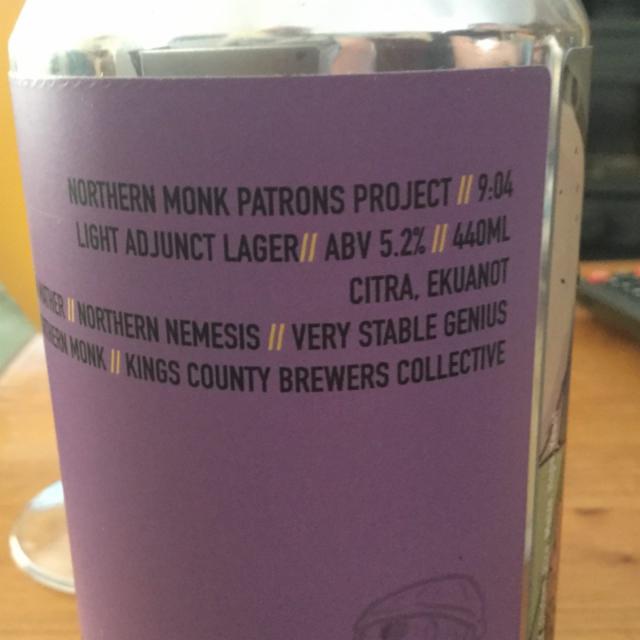 NORTHERN MONK PATRONS PROJECT // 9:04
LIGHT ADJUNCT LAGER// ABV 5.2% // 440ML
CITRA, EKUANOT
// NORTHERN NEMESIS // VERY STABLE GENIUS
MONK // KINGS COUNTY BREWERS COLLECTIVE